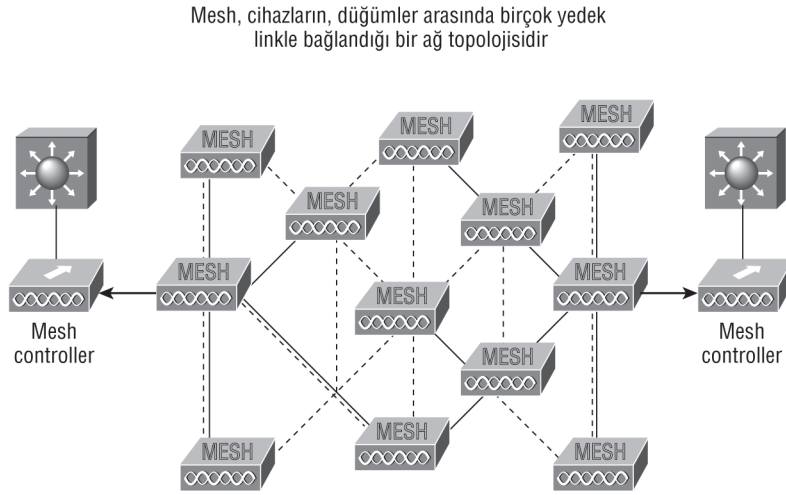 Mesh, cihazların, düğümler arasında birçok yedek
linkle bağlandığı bir ağ topolojisidir
MESH
MESH
MESH
MESH
MESH
MESH
MESH
MESH
MESH
MESH
MESH
MESH
Mesh
controller
Mesh
controller